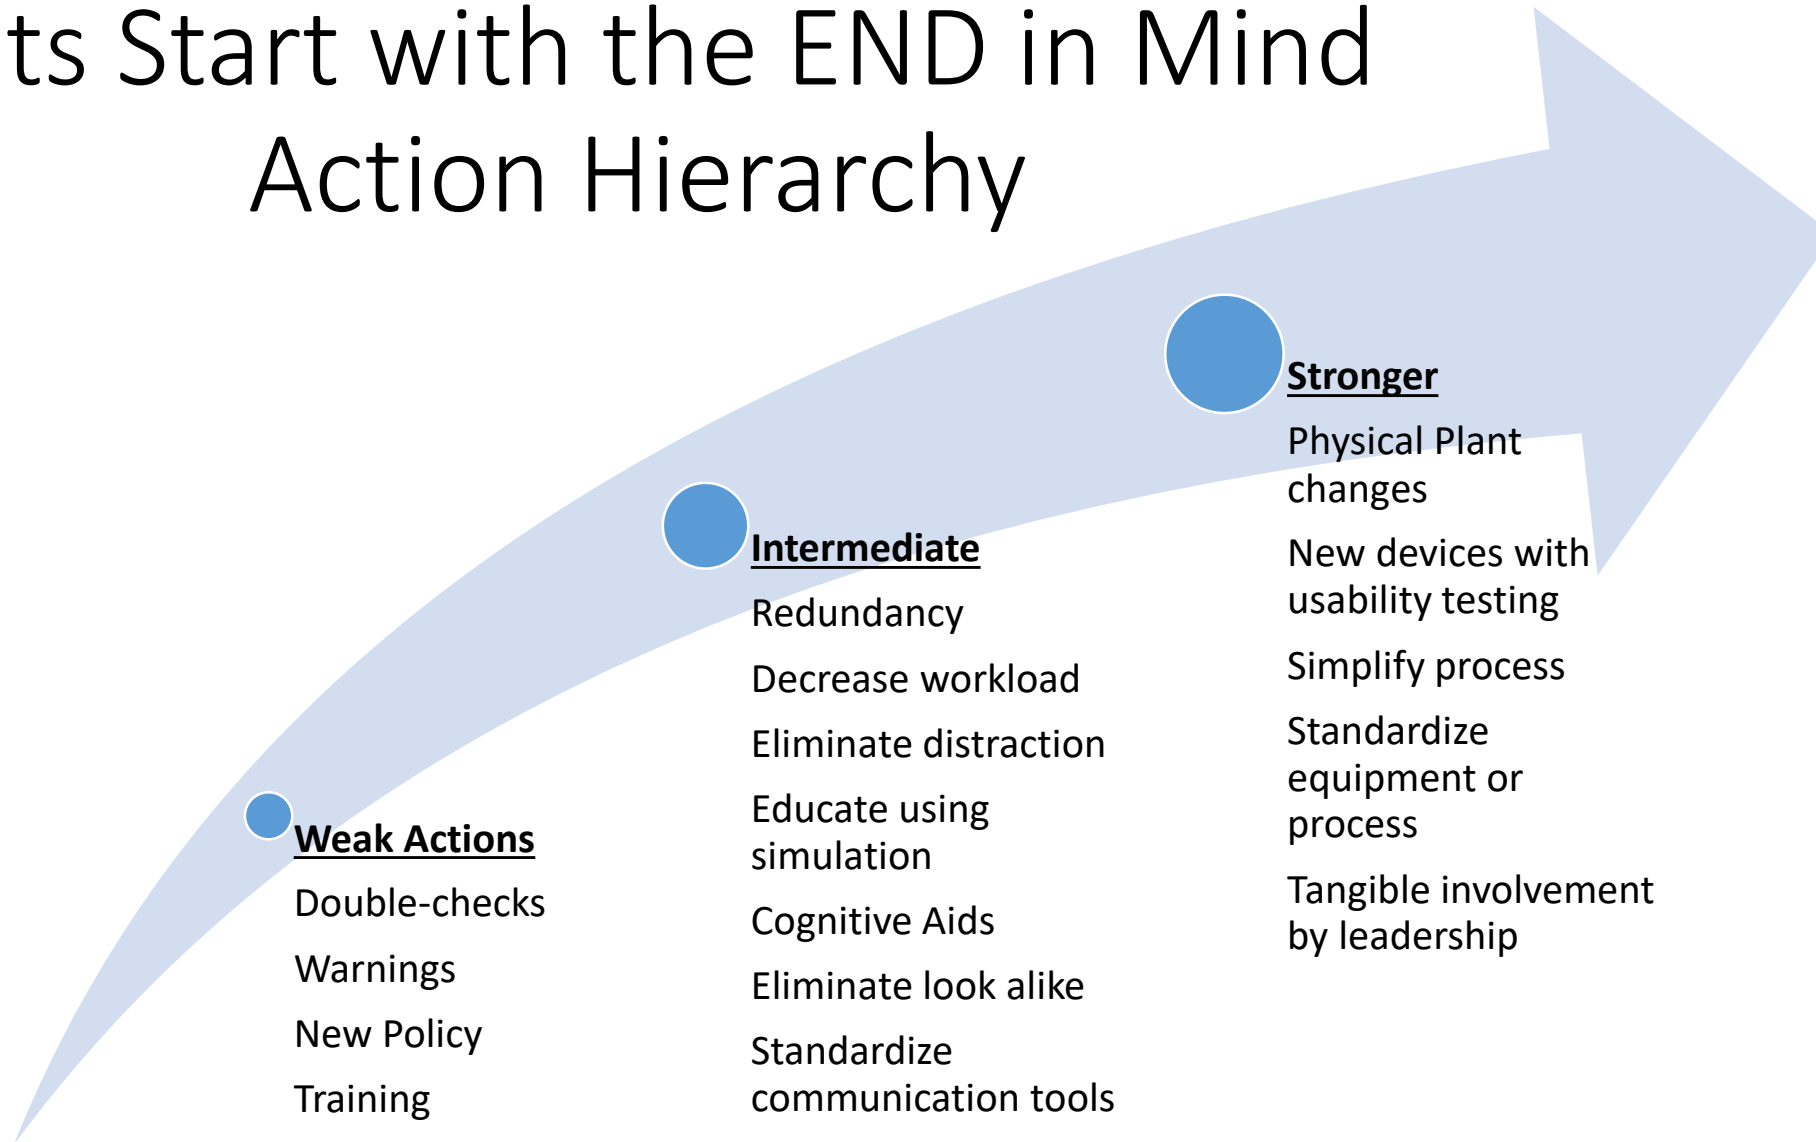 ts Start with the END in Mind
Action Hierarchy
Weak Actions
Double-checks
Warnings
New Policy
Training
Intermediate
Redundancy
Decrease workload
Eliminate distraction
Educate using
simulation
Cognitive Aids
Eliminate look alike
Standardize
communication tools
Stronger
Physical Plant
changes
New devices with
usability testing
Simplify process
Standardize
equipment or
process
Tangible involvement
by leadership